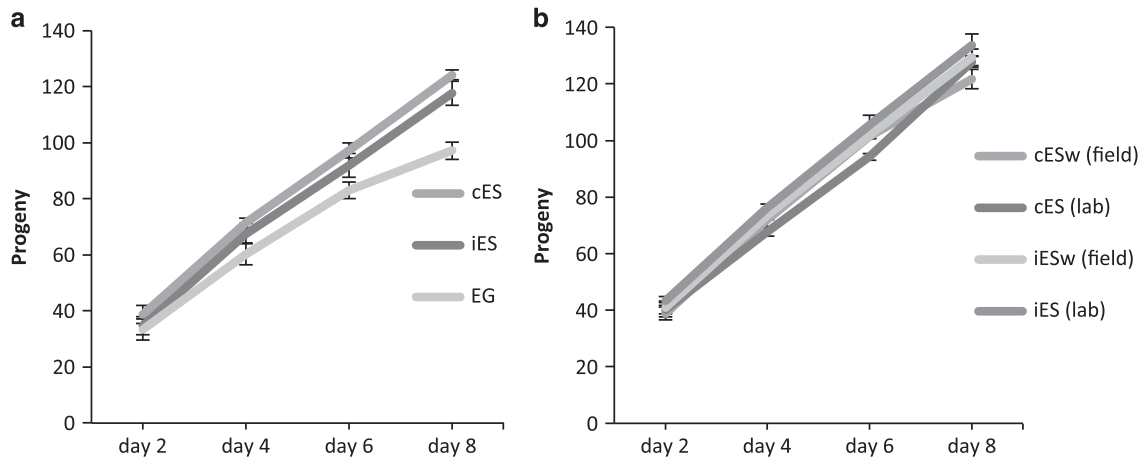 a
140
120
100
80
60
40
20
0
Progeny
day 2 day 4 day 6 day 8
cES
iES
EG
b
140
120
100
80
60
40
20
0
Progeny
day 2 day 4 day 6 day 8
cESw (field)
cES (lab)
iESw (field)
iES (lab)